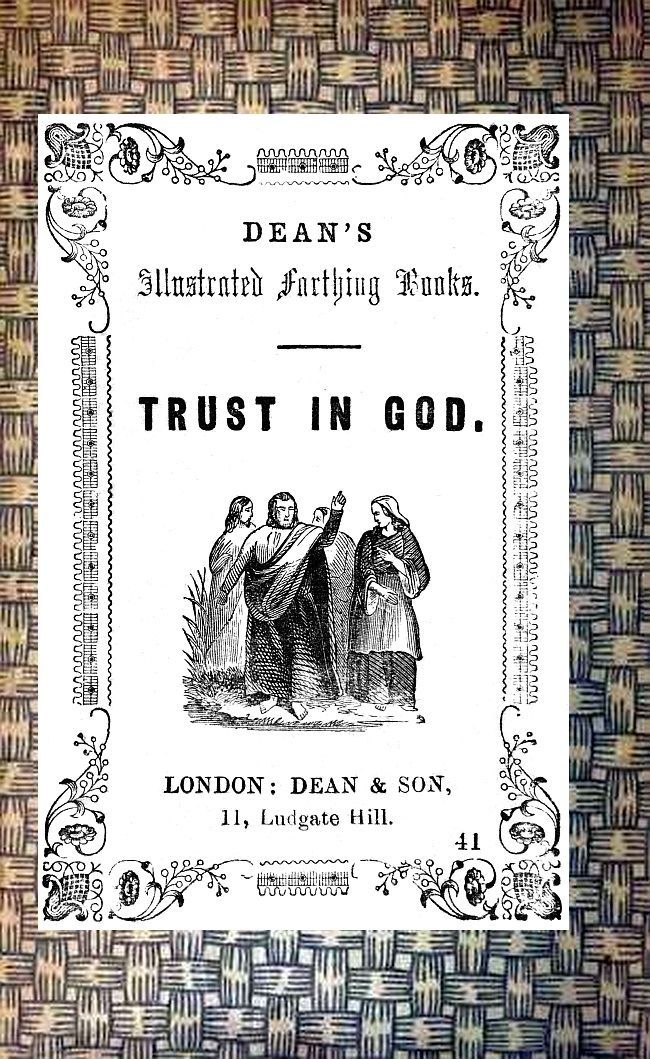 DEAN'S
Illustrated Farthing Books.
TRUST IN GOD.
LONDON: DEAN & SON,
11, Ludgate Hill.
41